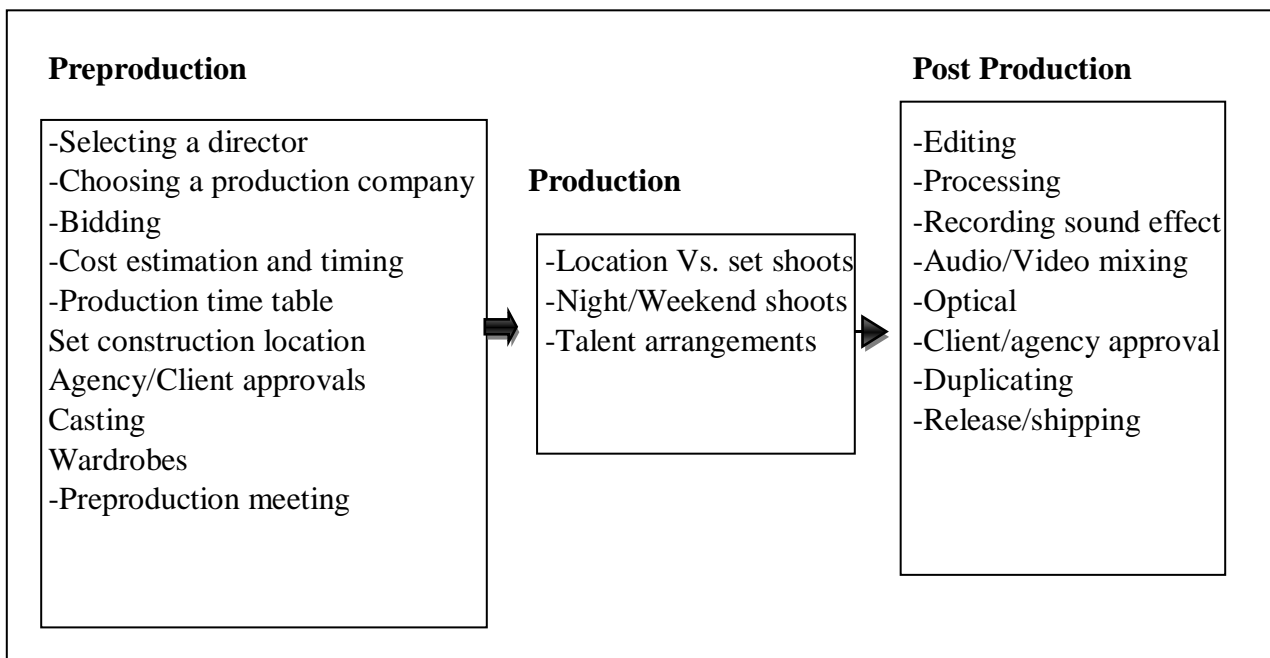 Preproduction
-Selecting a director
-Choosing a production company
-Bidding
-Cost estimation and timing
-Production time table
Set construction location
Agency/Client approvals
Casting
Wardrobes
-Preproduction meeting
Production
-Location Vs. set shoots
-Night/Weekend shoots
-Talent arrangements
Post Production
-Editing
-Processing
-Recording sound effect
-Audio/Video mixing
-Optical
-Client/agency approval
-Duplicating
-Release/shipping